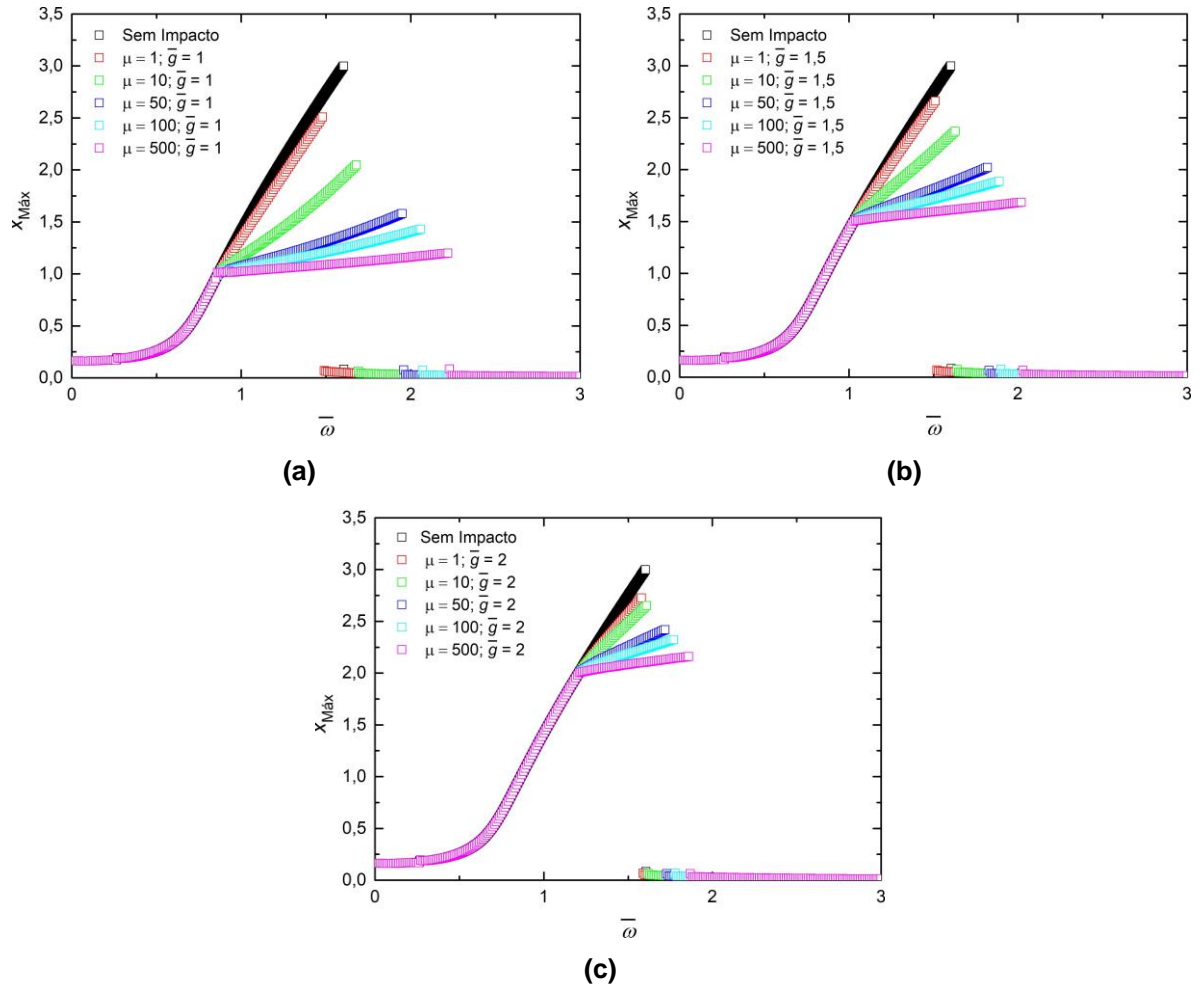 3,5
3,0
2,5
2,0
1,5
1,0
0,5
0,0
x Máx
Sem Impacto
μ = 1; g̅ = 1
μ = 10; g̅ = 1
μ = 50; g̅ = 1
μ = 100; g̅ = 1
μ = 500; g̅ = 1
0 1 2 3
ω̅
(a)
3,5
3,0
2,5
2,0
1,5
1,0
0,5
0,0
x Máx
Sem Impacto
μ = 1; g̅ = 1,5
μ = 10; g̅ = 1,5
μ = 50; g̅ = 1,5
μ = 100; g̅ = 1,5
μ = 500; g̅ = 1,5
0 1 2 3
ω̅
(b)
3,5
3,0
2,5
2,0
1,5
1,0
0,5
0,0
x Máx
Sem Impacto
μ = 1; g̅ = 2
μ = 10; g̅ = 2
μ = 50; g̅ = 2
μ = 100; g̅ = 2
μ = 500; g̅ = 2
0 1 2 3
ω̅
(c)